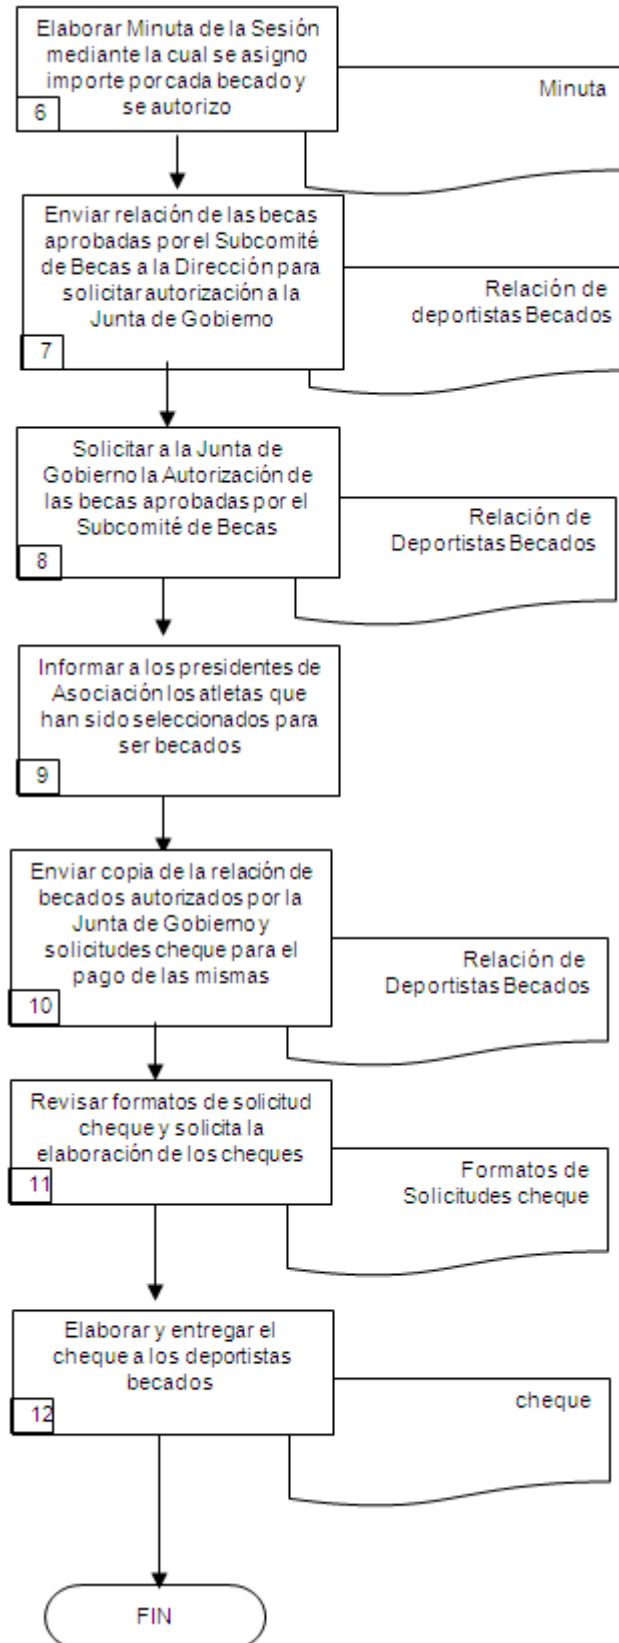 Elaborar Minuta de la Sesión
mediante la cual se asigno
importe por cada becado y
se autorizo
6
Minuta
Enviar relación de las becas
aprobadas por el Subcomité
de Becas a la Dirección para
solicitar autorización a la
Junta de Gobierno
7
Relación de
deportistas Becados
Solicitar a la Junta de
Gobierno la Autorización de
las becas aprobadas por el
Subcomité de Becas
8
Relación de
Deportistas Becados
Informar a los presidentes de
Asociación los atletas que
han sido seleccionados para
ser becados
9
Enviar copia de la relación de
becados autorizados por la
Junta de Gobierno y
solicitudes cheque para el
pago de las mismas
10
Relación de
Deportistas Becados
Revisar formatos de solicitud
cheque y solicita la
elaboración de los cheques
11
Formatos de
Solicitudes cheque
Elaborar y entregar el
cheque a los deportistas
becados
12
cheque
FIN